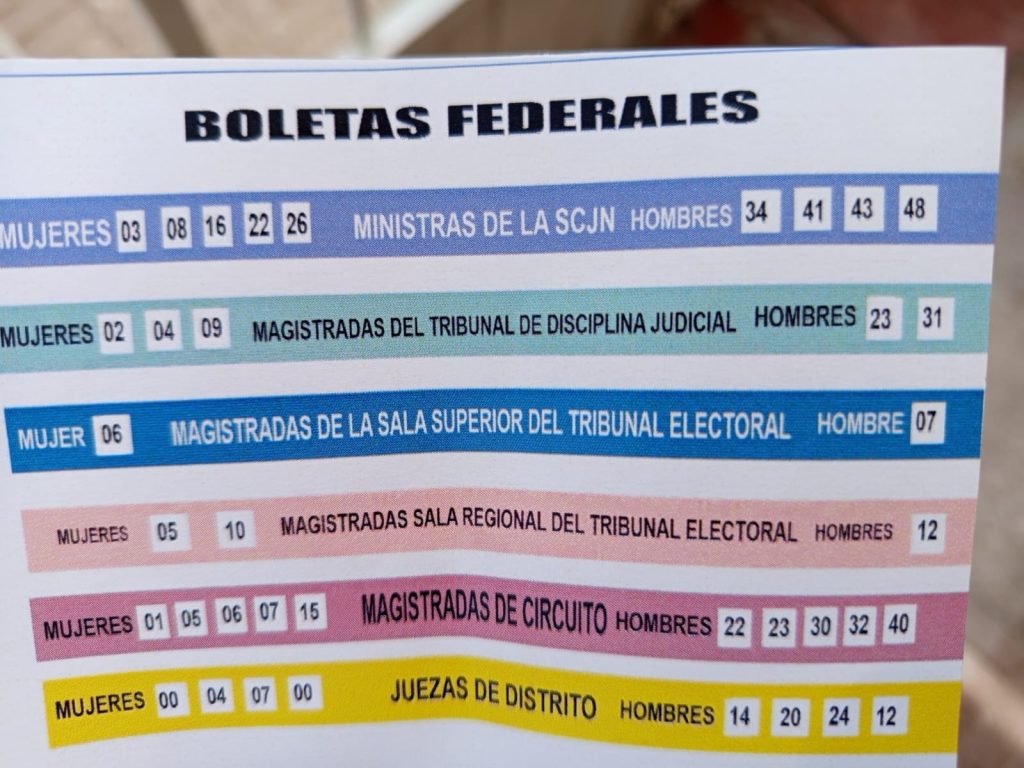 BOLETAS FEDERALES
MUJERES 03 08 16 22 26 MINISTRAS DE LA SCJN HOMBRES 34 41 43 48
MUJERES 02 04 09 MAGISTRADAS DEL TRIBUNAL DE DISCIPLINA JUDICIAL HOMBRES 23 31
MUJER 06 MAGISTRADAS DE LA SALA SUPERIOR DEL TRIBUNAL ELECTORAL HOMBRE 07
MUJERES 05 10 MAGISTRADAS SALA REGIONAL DEL TRIBUNAL ELECTORAL HOMBRES 12
MUJERES 01 05 06 07 15 MAGISTRADAS DE CIRCUITO HOMBRES 22 23 30 32 40
MUJERES 00 04 07 00 JUEZAS DE DISTRITO HOMBRES 14 20 24 12